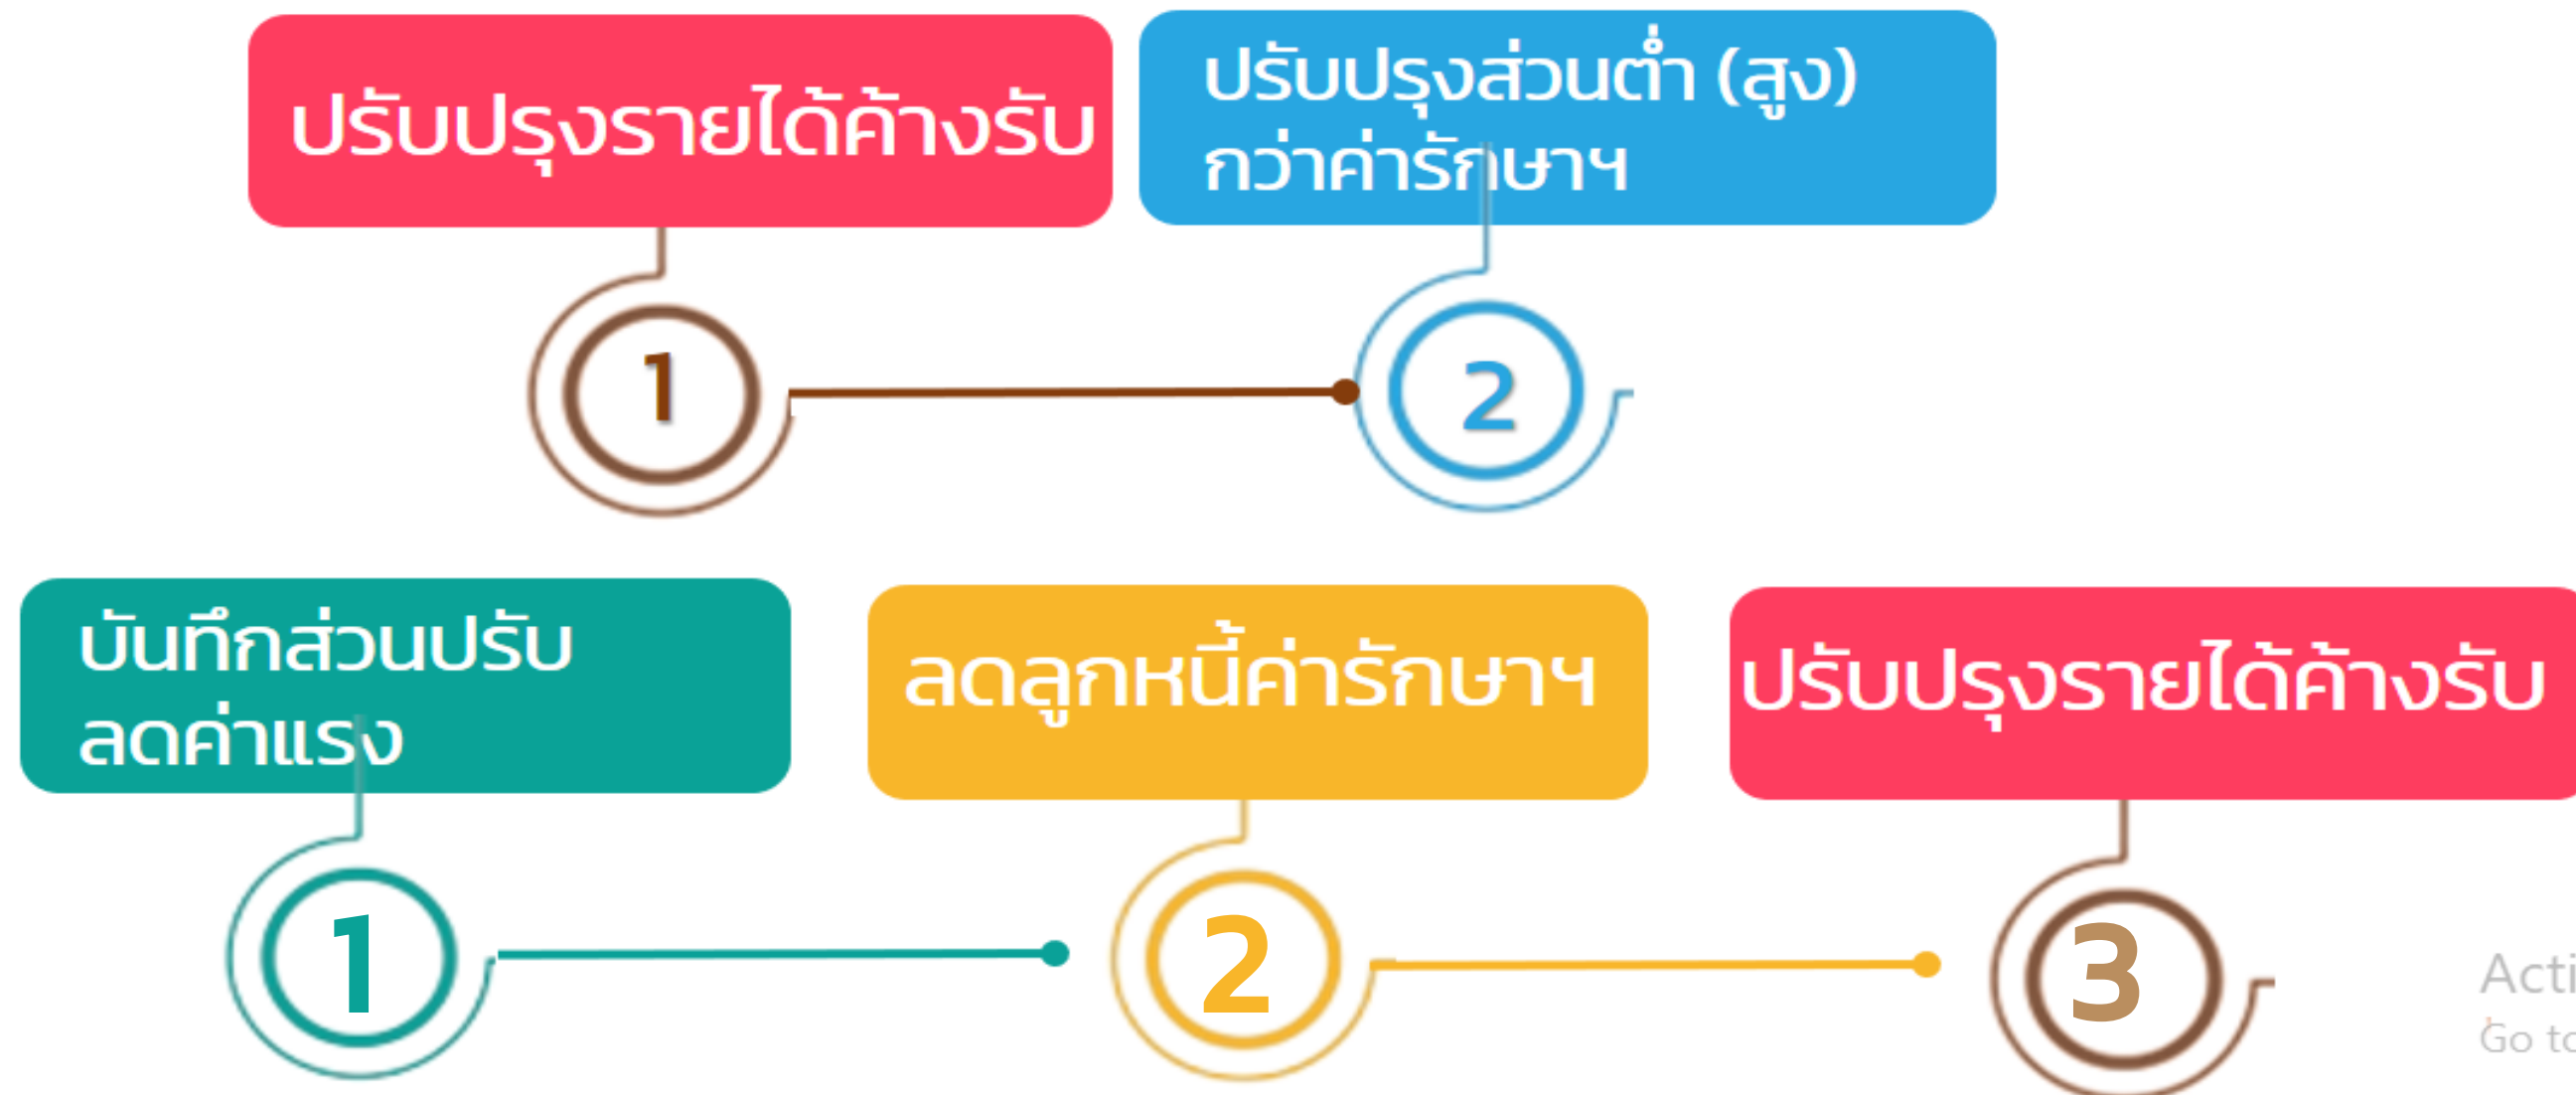 ปรับปรุงรายได้ค้างรับ
ปรับปรุงส่วนต่ำ (สูง)
กว่าค่ารักษาฯ
1
2
บันทึกส่วนปรับ
ลดค่าแรง
ลดลูกหนี้ค่ารักษาฯ
ปรับปรุงรายได้ค้างรับ
1
2
3
Acti
Go to